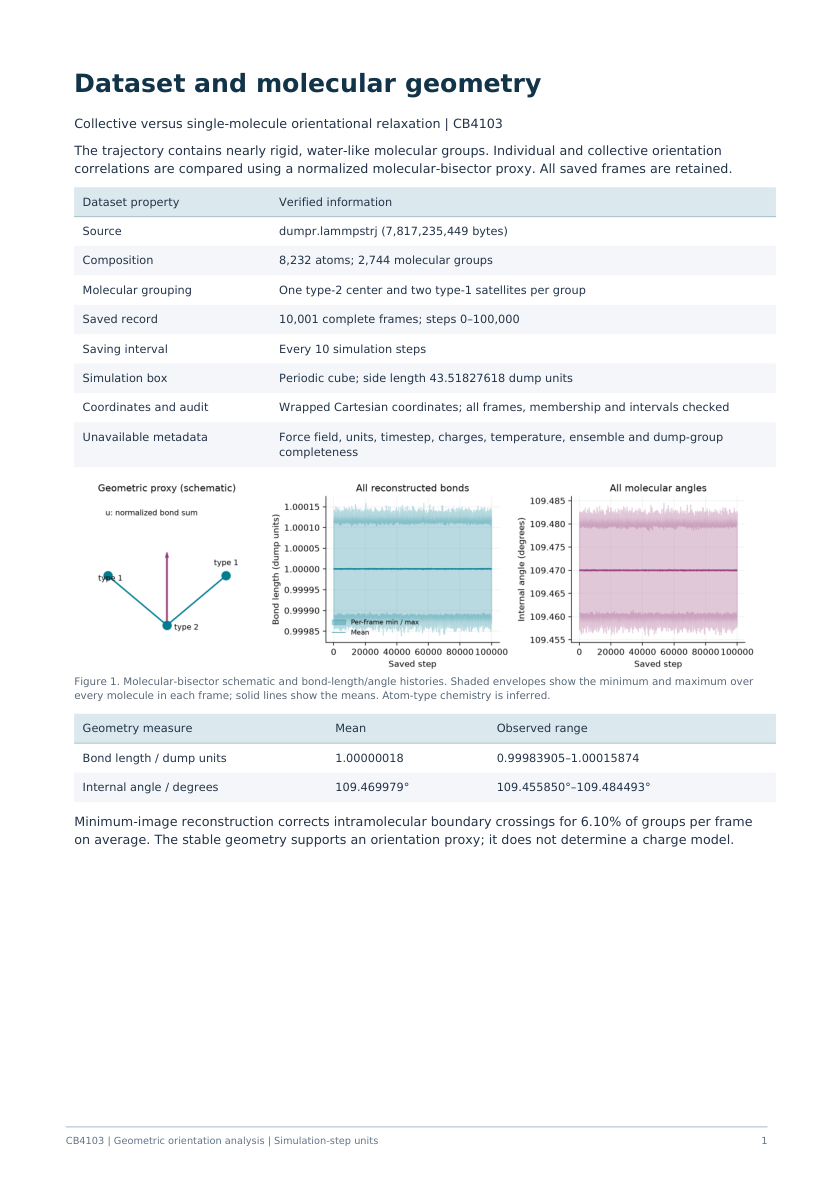 Dataset and molecular geometry
Collective versus single-molecule orientational relaxation | CB4103
The trajectory contains nearly rigid, water-like molecular groups. Individual and collective orientation
correlations are compared using a normalized molecular-bisector proxy. All saved frames are retained.
Dataset property Verified information
Source dumpr.lammpstrj (7,817,235,449 bytes)
Composition 8,232 atoms; 2,744 molecular groups
Molecular grouping One type-2 center and two type-1 satellites per group
Saved record 10,001 complete frames; steps 0–100,000
Saving interval Every 10 simulation steps
Simulation box Periodic cube; side length 43.51827618 dump units
Coordinates and audit Wrapped Cartesian coordinates; all frames, membership and intervals checked
Unavailable metadata Force field, units, timestep, charges, temperature, ensemble and dump-group
completeness
Geometric proxy (schematic)
u: normalized bond sum
type 1
type 1
type 2
All reconstructed bonds
Bond length (dump units)
1.00015
1.00010
1.00005
1.00000
0.99995
0.99990
0.99985
Per-frame min / max
Mean
0 20000 40000 60000 80000 100000
Saved step
All molecular angles
Internal angle (degrees)
109.485
109.480
109.475
109.470
109.465
109.460
109.455
0 20000 40000 60000 80000 100000
Saved step
Figure 1. Molecular-bisector schematic and bond-length/angle histories. Shaded envelopes show the minimum and maximum over
every molecule in each frame; solid lines show the means. Atom-type chemistry is inferred.
Geometry measure Mean Observed range
Bond length / dump units 1.00000018 0.99983905–1.00015874
Internal angle / degrees 109.469979° 109.455850°–109.484493°
Minimum-image reconstruction corrects intramolecular boundary crossings for 6.10% of groups per frame
on average. The stable geometry supports an orientation proxy; it does not determine a charge model.
CB4103 | Geometric orientation analysis | Simulation-step units 1